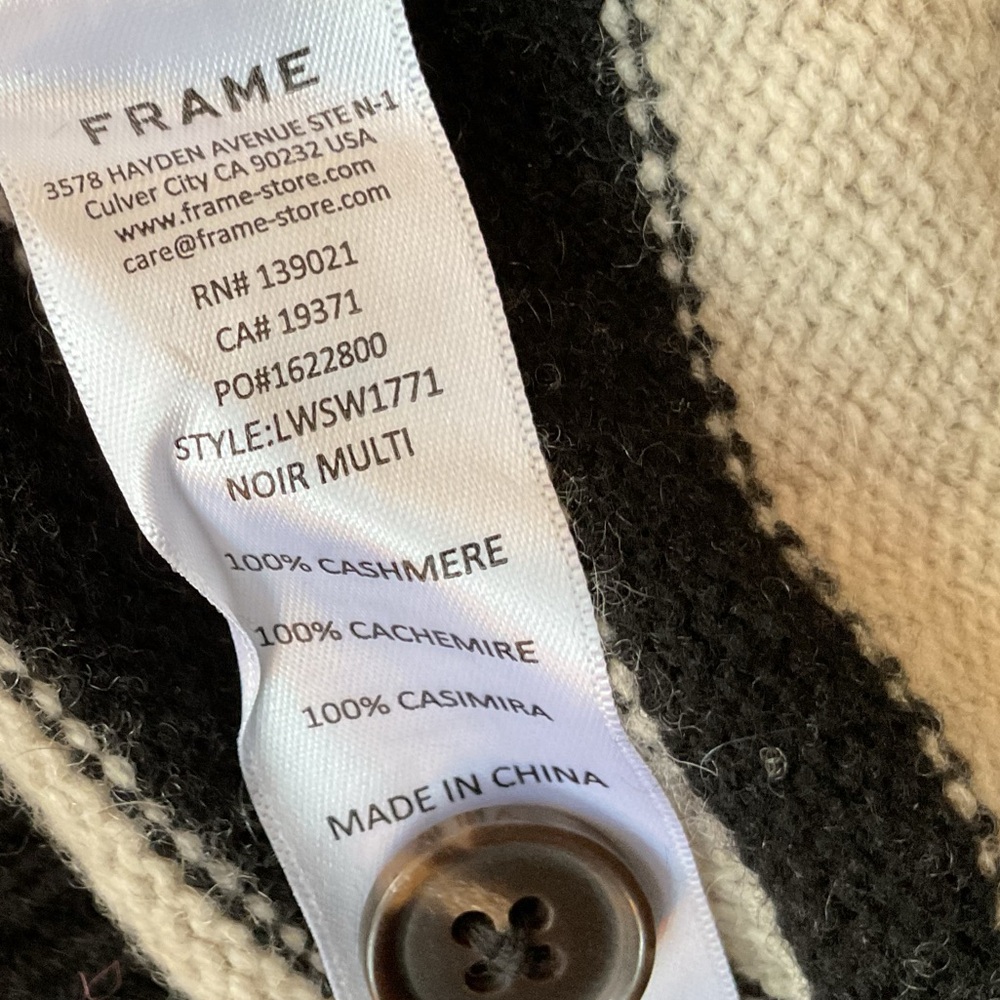 FRAME
3578 HAYDEN AVENUE STE N-1
Culver City CA 90232 USA
www.frame-store.com
care@frame-store.com
RN# 139021
CA# 19371
PO#1622800
STYLE:LWSW1771
NOIR MULTI
100% CASHMERE
100% CACHEMIRE
100% CASIMIRA
MADE IN CHINA